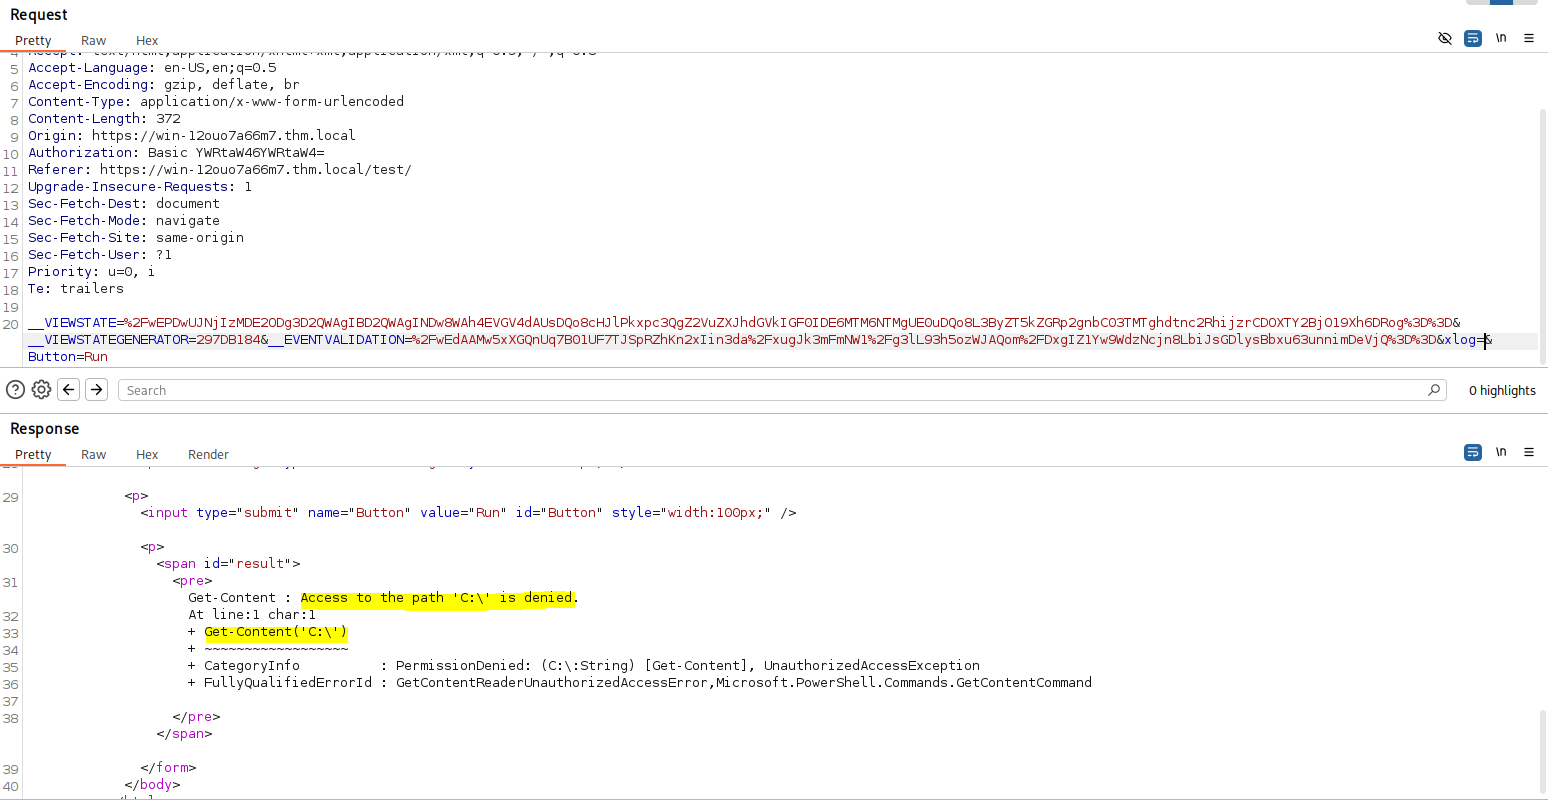 Request
Pretty Raw Hex
\n
5 Accept-Language: en-US,en;q=0.5
6 Accept-Encoding: gzip, deflate, br
7 Content-Type: application/x-www-form-urlencoded
8 Content-Length: 372
9 Origin: https://win-12ouo7a66m7.thm.local
10 Authorization: Basic YWRtaW46YWRtaW4=
11 Referer: https://win-12ouo7a66m7.thm.local/test/
12 Upgrade-Insecure-Requests: 1
13 Sec-Fetch-Dest: document
14 Sec-Fetch-Mode: navigate
15 Sec-Fetch-Site: same-origin
16 Sec-Fetch-User: ?1
17 Priority: u=0, i
18 Te: trailers
19
20 __VIEWSTATE=%2FwEPDwUJNjIzMDE2ODg3D2QWAgIBD2QWAgINDw8WAh4EVGV4dAUsDQo8cHJlPkxpc3QgZ2VuZXJhdGVkIGF0IDE6MTM6NTMgUE0uDQo8L3ByZT5kZGRp2gnbC03TMTghdtnc2RhijzrCDOXTY2BjO19Xh6DRog%3D%3D&
__VIEWSTATEGENERATOR=297DB184&__EVENTVALIDATION=%2FwEdAAMw5xXGQnUq7B01UF7TJSpRZhKn2xIin3da%2FxugJk3mFmNW1%2Fg3lL93h5ozWJAQom%2FDxgIZ1Yw9WdzNcjn8LbiJsGDlysBbxu63unnimDeVjQ%3D%3D&xlog=&
Button=Run
Search
0 highlights
Response
Pretty Raw Hex Render
\n
29 <p>
<input type="submit" name="Button" value="Run" id="Button" style="width:100px;" />
30 <p>
<span id="result">
31 <pre>
Get-Content : Access to the path 'C:\' is denied.
32 At line:1 char:1
33 + Get-Content('C:\')
34 + ~~~~~~~~~~~~~~~~~~
35 + CategoryInfo          : PermissionDenied: (C:\:String) [Get-Content], UnauthorizedAccessException
36 + FullyQualifiedErrorId : GetContentReaderUnauthorizedAccessError,Microsoft.PowerShell.Commands.GetContentCommand
37
38 </pre>
</span>
39 </form>
40 </body>